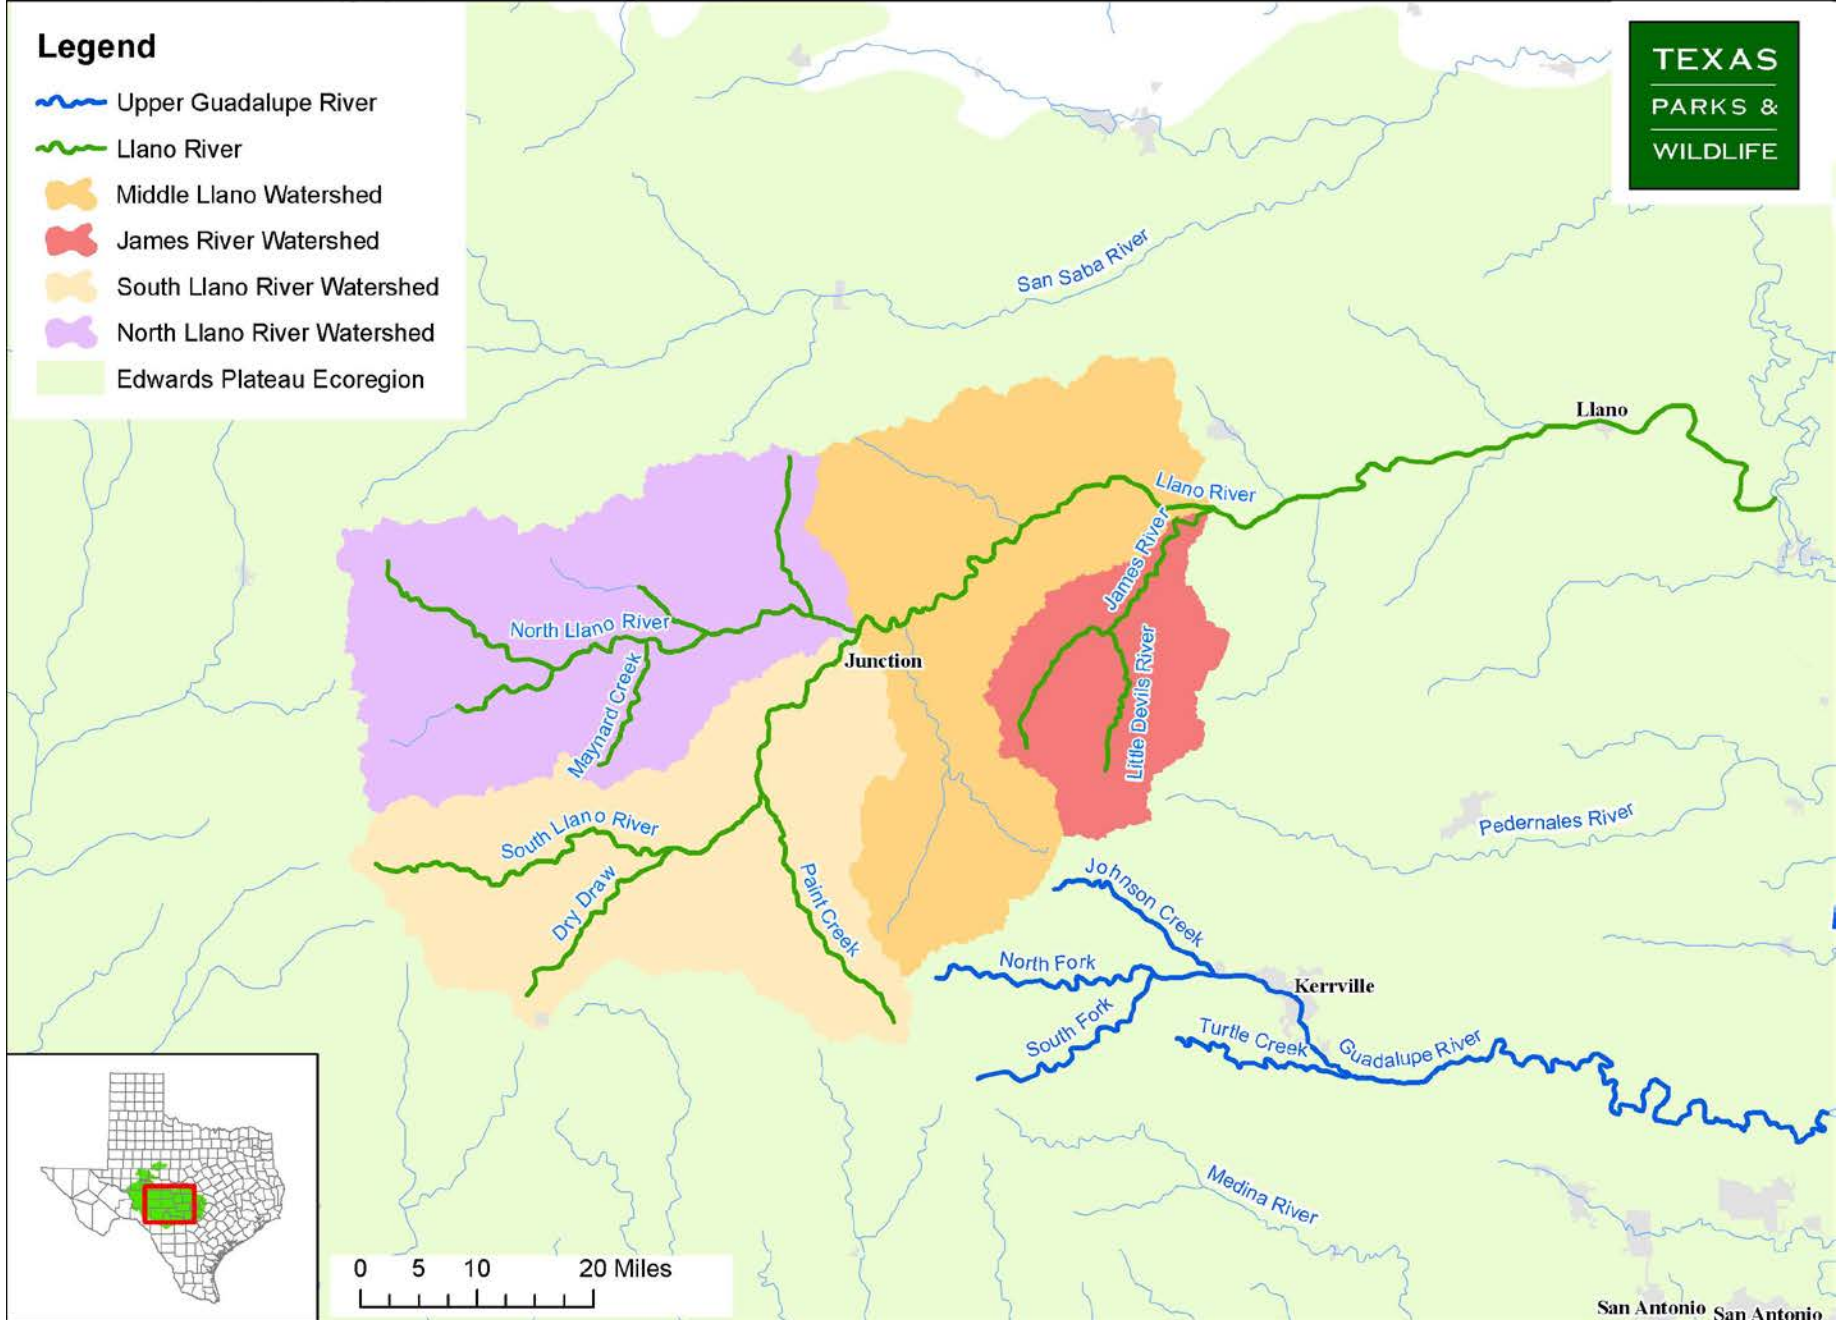 Legend
Upper Guadalupe River
Llano River
Middle Llano Watershed
James River Watershed
South Llano River Watershed
North Llano River Watershed
Edwards Plateau Ecoregion
TEXAS
PARKS &
WILDLIFE
San Saba River
Llano
Llano River
James River
North Llano River
Junction
Maynard Creek
Little Devils River
South Llano River
Dry Draw
Paint Creek
Pedernales River
Johnson Creek
North Fork
Kerrville
South Fork
Turtle Creek
Guadalupe River
Medina River
0 5 10 20 Miles
San Antonio San Antonio